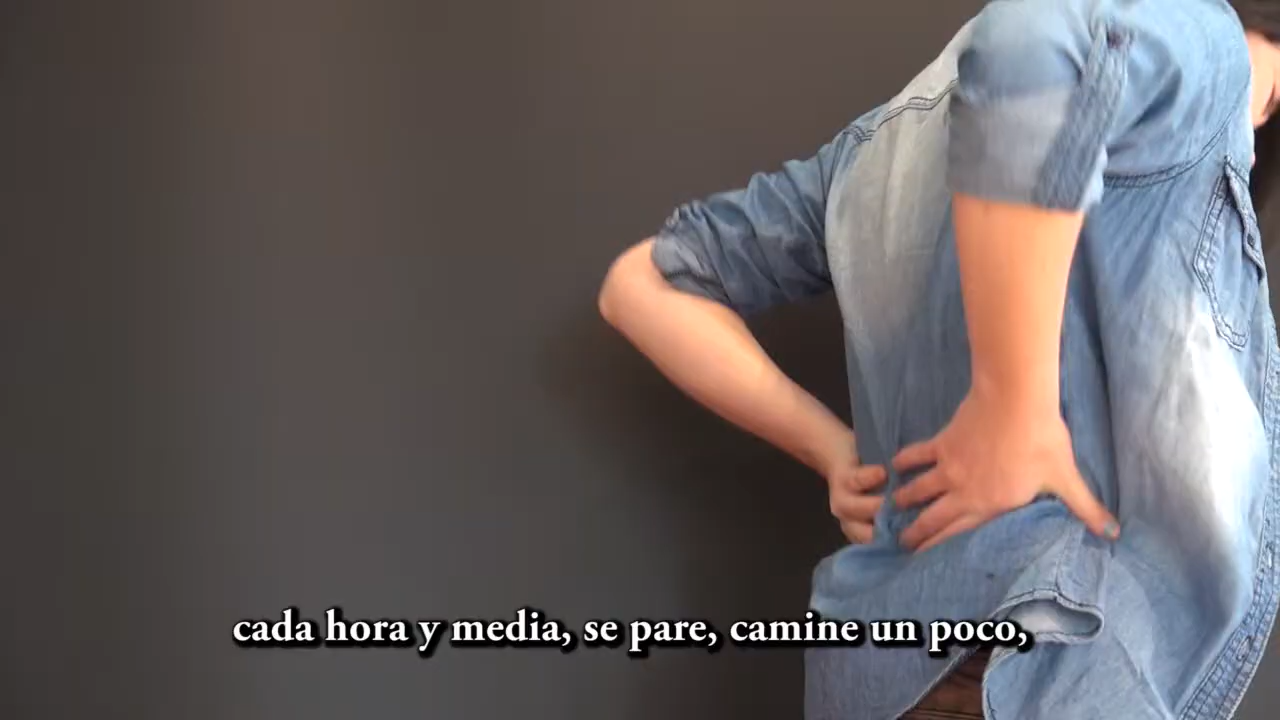 cada hora y media, se pare, camine un poco,